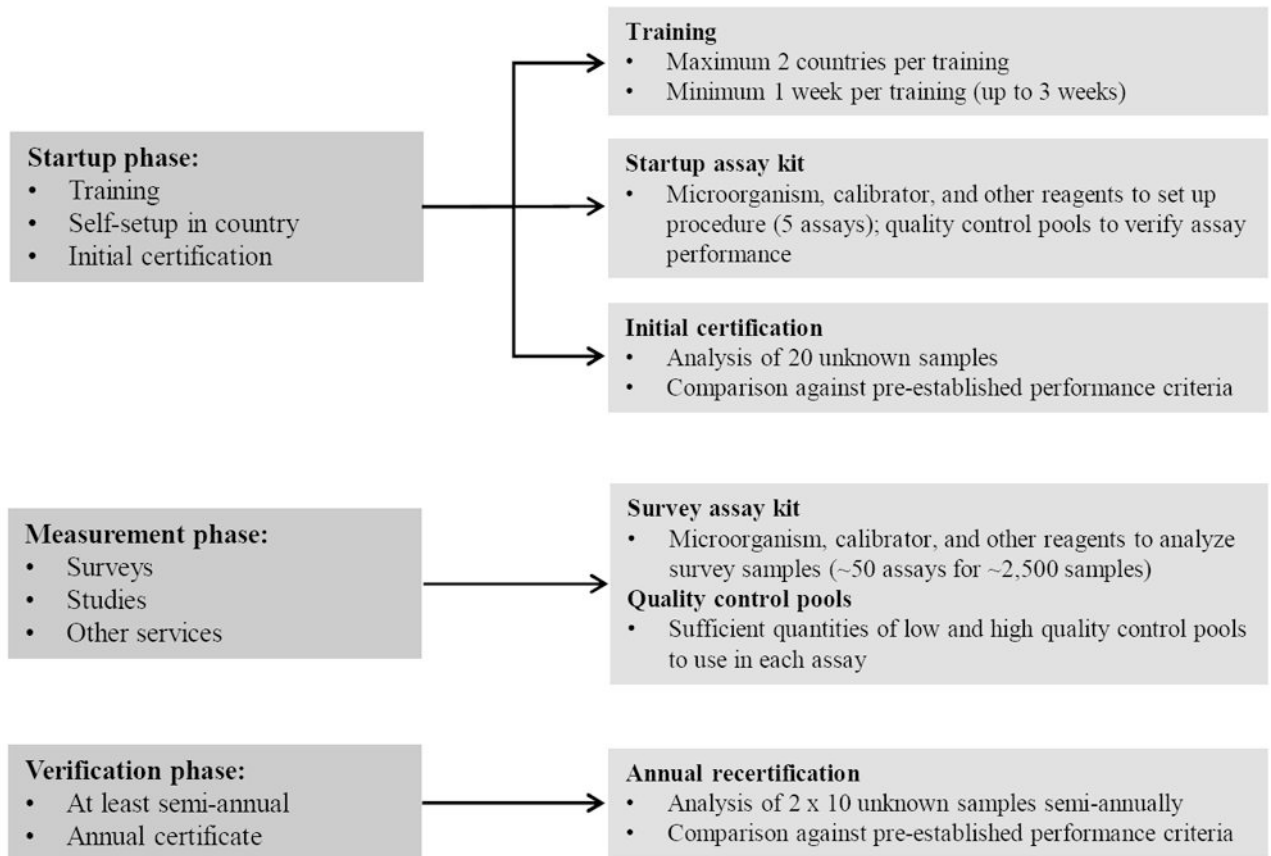 Startup phase:
• Training
• Self-setup in country
• Initial certification
Training
• Maximum 2 countries per training
• Minimum 1 week per training (up to 3 weeks)
Startup assay kit
• Microorganism, calibrator, and other reagents to set up
procedure (5 assays); quality control pools to verify assay
performance
Initial certification
• Analysis of 20 unknown samples
• Comparison against pre-established performance criteria
Measurement phase:
• Surveys
• Studies
• Other services
Survey assay kit
• Microorganism, calibrator, and other reagents to analyze
survey samples (~50 assays for ~2,500 samples)
Quality control pools
• Sufficient quantities of low and high quality control pools
to use in each assay
Verification phase:
• At least semi-annual
• Annual certificate
Annual recertification
• Analysis of 2 x 10 unknown samples semi-annually
• Comparison against pre-established performance criteria